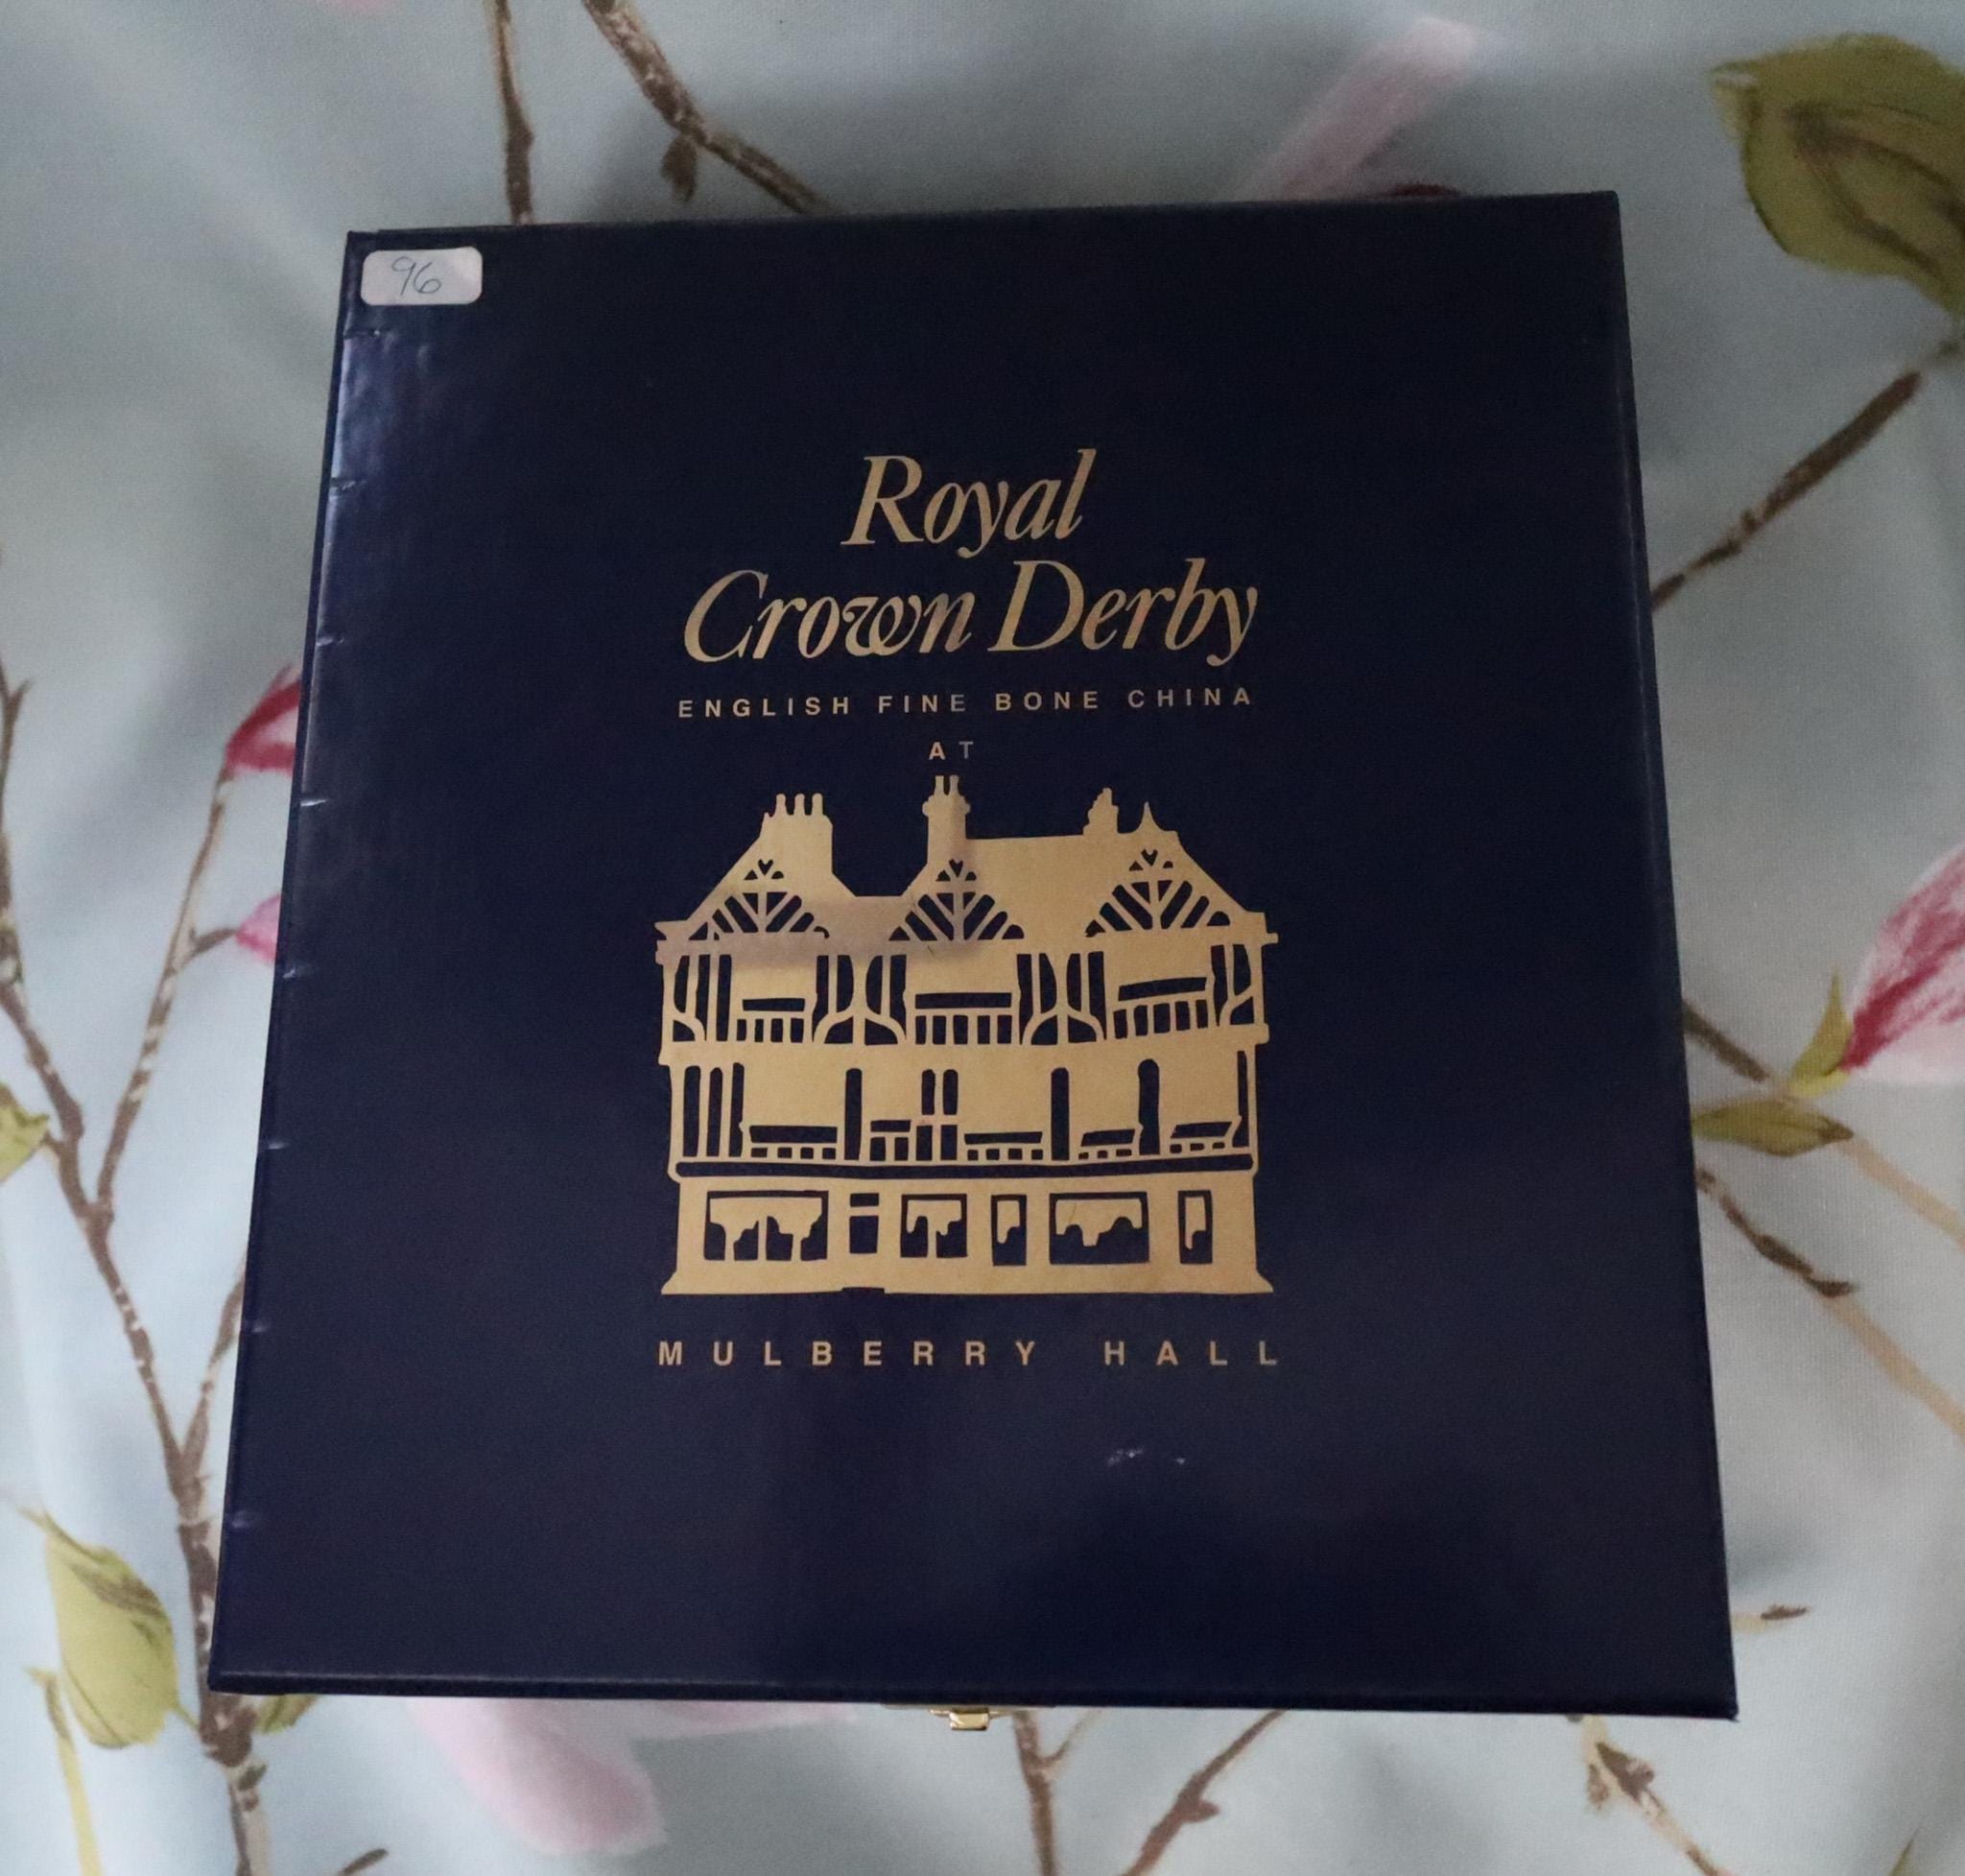 96
Royal
Crown Derby
ENGLISH FINE BONE CHINA
AT
MULBERRY HALL